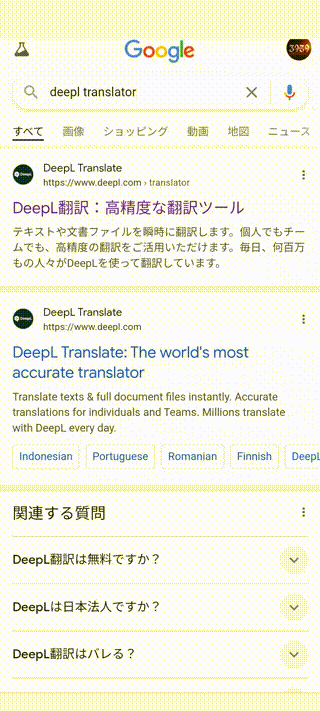 Google
3939
deepl translator
すべて 画像 ショッピング 動画 地図 ニュース
DeepL Translate
https://www.deepl.com › translator
DeepL翻訳：高精度な翻訳ツール
テキストや文書ファイルを瞬時に翻訳します。個人でもチー
ムでも、高精度の翻訳をご活用いただけます。毎日、何百万
もの人々がDeepLを使って翻訳しています。
DeepL Translate
https://www.deepl.com
DeepL Translate: The world's most
accurate translator
Translate texts & full document files instantly. Accurate
translations for individuals and Teams. Millions translate
with DeepL every day.
Indonesian Portuguese Romanian Finnish DeepL
関連する質問
DeepL翻訳は無料ですか？
DeepLは日本法人ですか？
DeepL翻訳はバレる？